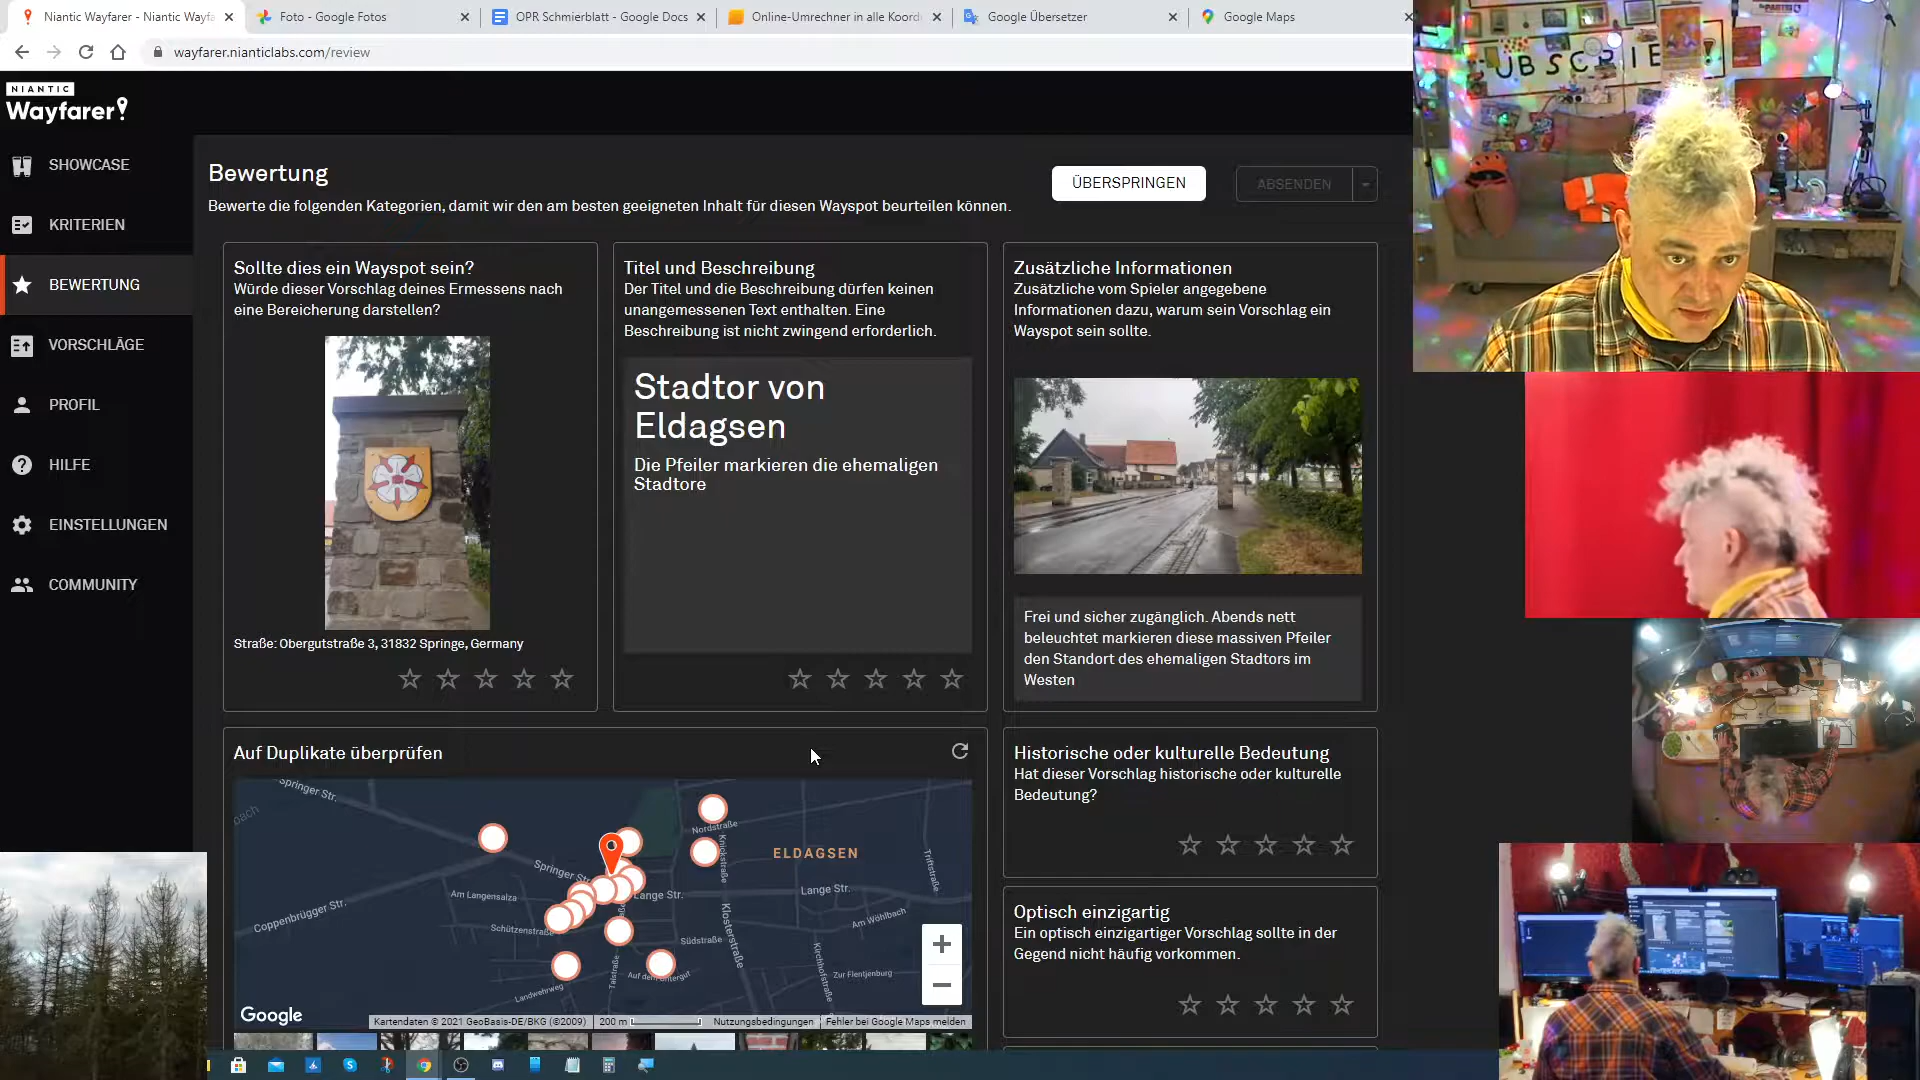 Niantic Wayfarer - Niantic Wayfa
Foto - Google Fotos
OPR Schmierblatt - Google Docs
Online-Umrechner in alle Koord
Google Übersetzer
Google Maps
wayfarer.nianticlabs.com/review
NIANTIC
Wayfarer
SHOWCASE
KRITERIEN
BEWERTUNG
VORSCHLÄGE
PROFIL
HILFE
EINSTELLUNGEN
COMMUNITY
Bewertung
Bewerte die folgenden Kategorien, damit wir den am besten geeigneten Inhalt für diesen Wayspot beurteilen können.
ÜBERSPRINGEN
ABSENDEN
Sollte dies ein Wayspot sein?
Würde dieser Vorschlag deines Ermessens nach
eine Bereicherung darstellen?
Straße: Obergutstraße 3, 31832 Springe, Germany
Titel und Beschreibung
Der Titel und die Beschreibung dürfen keinen
unangemessenen Text enthalten. Eine
Beschreibung ist nicht zwingend erforderlich.
Stadtor von
Eldagsen
Die Pfeiler markieren die ehemaligen
Stadtore
Zusätzliche Informationen
Zusätzliche vom Spieler angegebene
Informationen dazu, warum sein Vorschlag ein
Wayspot sein sollte.
Frei und sicher zugänglich. Abends nett
beleuchtet markieren diese massiven Pfeiler
den Standort des ehemaligen Stadtors im
Westen
Auf Duplikate überprüfen
Springer Str.
bach
Nordstraße
Knickstraße
ELDAGSEN
Triftstraße
Springer Str.
Am Langensalza
Lange Str.
Lange Str.
Coppenbrügger Str.
Schützenstraße
Am Wöhlbach
Klosterstraße
Südstraße
Kirchhofstraße
Talstraße
Zur Flentjenburg
Landwehrweg
Google
Kartendaten © 2021 GeoBasis-DE/BKG (©2009)
200 m
Nutzungsbedingungen
Fehler bei Google Maps melden
Historische oder kulturelle Bedeutung
Hat dieser Vorschlag historische oder kulturelle
Bedeutung?
Optisch einzigartig
Ein optisch einzigartiger Vorschlag sollte in der
Gegend nicht häufig vorkommen.
UBSCRIE